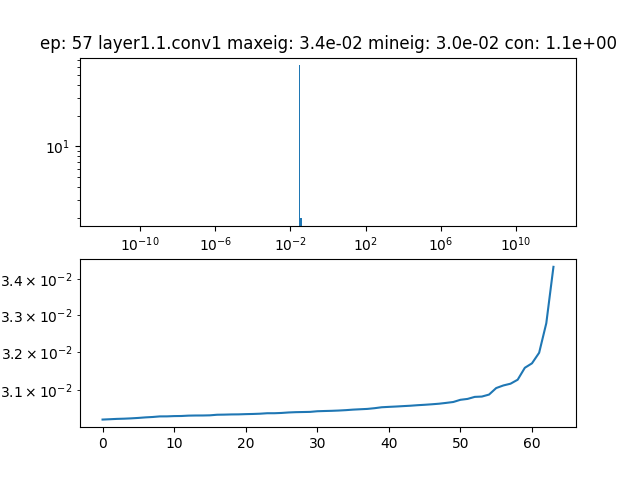 ep: 57 layer1.1.conv1 maxeig: 3.4e-02 mineig: 3.0e-02 con: 1.1e+00
10¹
10⁻¹⁰ 10⁻⁶ 10⁻² 10² 10⁶ 10¹⁰
3.4 × 10⁻²
3.3 × 10⁻²
3.2 × 10⁻²
3.1 × 10⁻²
0 10 20 30 40 50 60